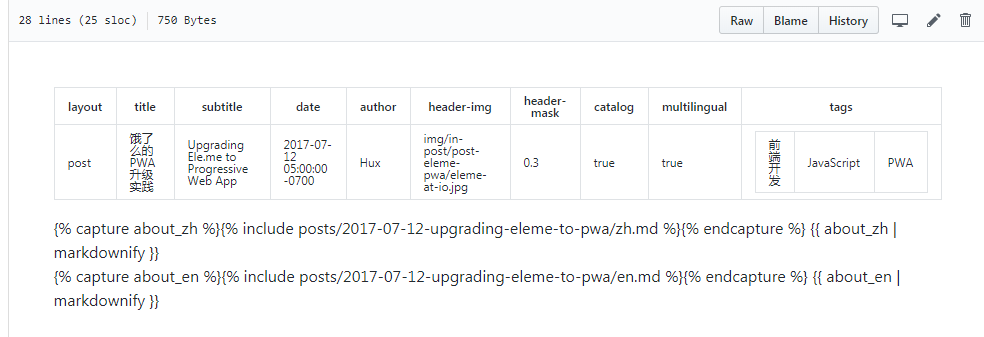 28 lines (25 sloc) 750 Bytes Raw Blame History
layout title subtitle date author header-img header-mask catalog multilingual tags
post
饿了
么的
PWA
升级
实践
Upgrading
Ele.me to
Progressive
Web App
2017-07-
12
05:00:00
-0700
Hux
img/in-
post/post-
eleme-
pwa/eleme-
at-io.jpg
0.3
true
true
前
端
开
发
JavaScript
PWA
{% capture about_zh %}{% include posts/2017-07-12-upgrading-eleme-to-pwa/zh.md %}{% endcapture %} {{ about_zh |
markdownify }}
{% capture about_en %}{% include posts/2017-07-12-upgrading-eleme-to-pwa/en.md %}{% endcapture %} {{ about_en |
markdownify }}